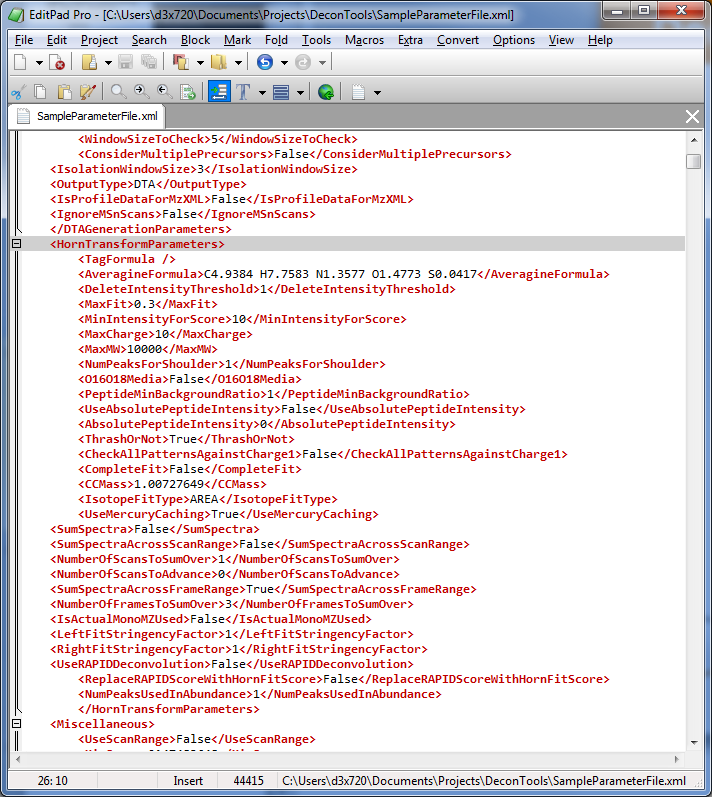 EditPad Pro - [C:\Users\d3x720\Documents\Projects\DeconTools\SampleParameterFile.xml]
File Edit Project Search Block Mark Fold Tools Macros Extra Convert Options View Help
SampleParameterFile.xml
<WindowSizeToCheck>5</WindowSizeToCheck>
<ConsiderMultiplePrecursors>False</ConsiderMultiplePrecursors>
<IsolationWindowSize>3</IsolationWindowSize>
<OutputType>DTA</OutputType>
<IsProfileDataForMzXML>False</IsProfileDataForMzXML>
<IgnoreMSnScans>False</IgnoreMSnScans>
</DTAGenerationParameters>
<HornTransformParameters>
<TagFormula />
<AveragineFormula>C4.9384 H7.7583 N1.3577 O1.4773 S0.0417</AveragineFormula>
<DeleteIntensityThreshold>1</DeleteIntensityThreshold>
<MaxFit>0.3</MaxFit>
<MinIntensityForScore>10</MinIntensityForScore>
<MaxCharge>10</MaxCharge>
<MaxMW>10000</MaxMW>
<NumPeaksForShoulder>1</NumPeaksForShoulder>
<O16O18Media>False</O16O18Media>
<PeptideMinBackgroundRatio>1</PeptideMinBackgroundRatio>
<UseAbsolutePeptideIntensity>False</UseAbsolutePeptideIntensity>
<AbsolutePeptideIntensity>0</AbsolutePeptideIntensity>
<ThrashOrNot>True</ThrashOrNot>
<CheckAllPatternsAgainstCharge1>False</CheckAllPatternsAgainstCharge1>
<CompleteFit>False</CompleteFit>
<CCMass>1.00727649</CCMass>
<IsotopeFitType>AREA</IsotopeFitType>
<UseMercuryCaching>True</UseMercuryCaching>
<SumSpectra>False</SumSpectra>
<SumSpectraAcrossScanRange>False</SumSpectraAcrossScanRange>
<NumberOfScansToSumOver>1</NumberOfScansToSumOver>
<NumberOfScansToAdvance>0</NumberOfScansToAdvance>
<SumSpectraAcrossFrameRange>True</SumSpectraAcrossFrameRange>
<NumberOfFramesToSumOver>3</NumberOfFramesToSumOver>
<IsActualMonoMZUsed>False</IsActualMonoMZUsed>
<LeftFitStringencyFactor>1</LeftFitStringencyFactor>
<RightFitStringencyFactor>1</RightFitStringencyFactor>
<UseRAPIDDeconvolution>False</UseRAPIDDeconvolution>
<ReplaceRAPIDScoreWithHornFitScore>False</ReplaceRAPIDScoreWithHornFitScore>
<NumPeaksUsedInAbundance>1</NumPeaksUsedInAbundance>
</HornTransformParameters>
<Miscellaneous>
<UseScanRange>False</UseScanRange>
26: 10 Insert 44415 C:\Users\d3x720\Documents\Projects\DeconTools\SampleParameterFile.xml